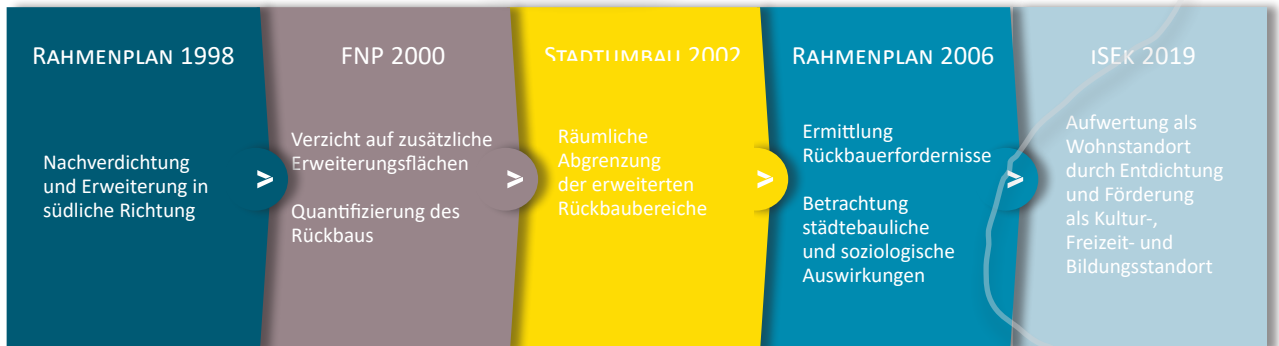 RAHMENPLAN 1998
Nachverdichtung
und Erweiterung in
südliche Richtung
>
FNP 2000
Verzicht auf zusätzliche
Erweiterungsflächen
Quantifizierung des
Rückbaus
>
STADTUMBAU 2002
Räumliche
Abgrenzung
der erweiterten
Rückbaubereiche
>
RAHMENPLAN 2006
Ermittlung
Rückbauerfordernisse
Betrachtung
städtebauliche
und soziologische
Auswirkungen
>
ISEK 2019
Aufwertung als
Wohnstandort
durch Entdichtung
und Förderung
als Kultur-,
Freizeit- und
Bildungsstandort